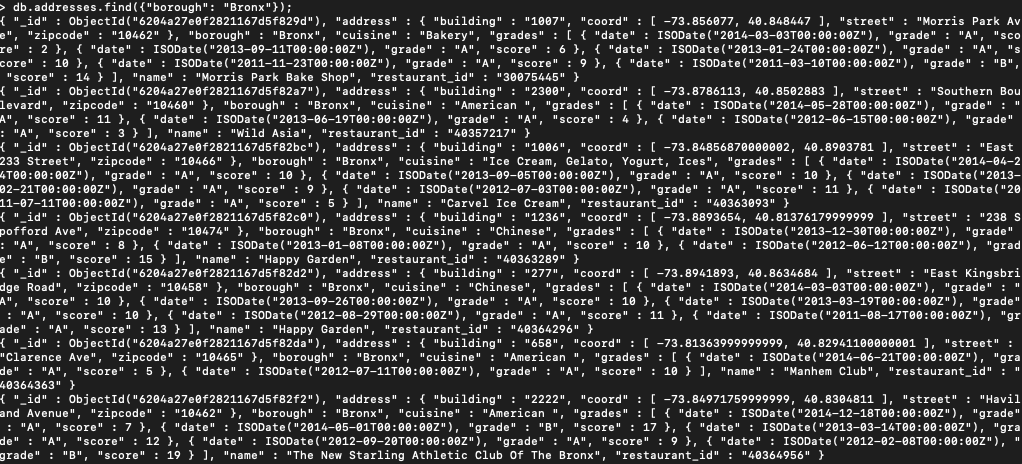 > db.addresses.find({"borough": "Bronx"});
{ "_id" : ObjectId("6204a27e0f2821167d5f829d"), "address" : { "building" : "1007", "coord" : [ -73.856077, 40.848447 ], "street" : "Morris Park Av
e", "zipcode" : "10462" }, "borough" : "Bronx", "cuisine" : "Bakery", "grades" : [ { "date" : ISODate("2014-03-03T00:00:00Z"), "grade" : "A", "sco
re" : 2 }, { "date" : ISODate("2013-09-11T00:00:00Z"), "grade" : "A", "score" : 6 }, { "date" : ISODate("2013-01-24T00:00:00Z"), "grade" : "A", "s
core" : 10 }, { "date" : ISODate("2011-11-23T00:00:00Z"), "grade" : "A", "score" : 9 }, { "date" : ISODate("2011-03-10T00:00:00Z"), "grade" : "B",
"score" : 14 } ], "name" : "Morris Park Bake Shop", "restaurant_id" : "30075445" }
{ "_id" : ObjectId("6204a27e0f2821167d5f82a7"), "address" : { "building" : "2300", "coord" : [ -73.8786113, 40.8502883 ], "street" : "Southern Bou
levard", "zipcode" : "10460" }, "borough" : "Bronx", "cuisine" : "American ", "grades" : [ { "date" : ISODate("2014-05-28T00:00:00Z"), "grade" : "
A", "score" : 11 }, { "date" : ISODate("2013-06-19T00:00:00Z"), "grade" : "A", "score" : 4 }, { "date" : ISODate("2012-06-15T00:00:00Z"), "grade"
: "A", "score" : 3 } ], "name" : "Wild Asia", "restaurant_id" : "40357217" }
{ "_id" : ObjectId("6204a27e0f2821167d5f82bc"), "address" : { "building" : "1006", "coord" : [ -73.84856870000002, 40.8903781 ], "street" : "East
233 Street", "zipcode" : "10466" }, "borough" : "Bronx", "cuisine" : "Ice Cream, Gelato, Yogurt, Ices", "grades" : [ { "date" : ISODate("2014-04-2
4T00:00:00Z"), "grade" : "A", "score" : 10 }, { "date" : ISODate("2013-09-05T00:00:00Z"), "grade" : "A", "score" : 10 }, { "date" : ISODate("2013-
02-21T00:00:00Z"), "grade" : "A", "score" : 9 }, { "date" : ISODate("2012-07-03T00:00:00Z"), "grade" : "A", "score" : 11 }, { "date" : ISODate("20
11-07-11T00:00:00Z"), "grade" : "A", "score" : 5 } ], "name" : "Carvel Ice Cream", "restaurant_id" : "40363093" }
{ "_id" : ObjectId("6204a27e0f2821167d5f82c0"), "address" : { "building" : "1236", "coord" : [ -73.8893654, 40.81376179999999 ], "street" : "238 S
pofford Ave", "zipcode" : "10474" }, "borough" : "Bronx", "cuisine" : "Chinese", "grades" : [ { "date" : ISODate("2013-12-30T00:00:00Z"), "grade"
: "A", "score" : 8 }, { "date" : ISODate("2013-01-08T00:00:00Z"), "grade" : "A", "score" : 10 }, { "date" : ISODate("2012-06-12T00:00:00Z"), "grad
e" : "B", "score" : 15 } ], "name" : "Happy Garden", "restaurant_id" : "40363289" }
{ "_id" : ObjectId("6204a27e0f2821167d5f82d2"), "address" : { "building" : "277", "coord" : [ -73.8941893, 40.8634684 ], "street" : "East Kingsbri
dge Road", "zipcode" : "10458" }, "borough" : "Bronx", "cuisine" : "Chinese", "grades" : [ { "date" : ISODate("2014-03-03T00:00:00Z"), "grade" : "
A", "score" : 10 }, { "date" : ISODate("2013-09-26T00:00:00Z"), "grade" : "A", "score" : 10 }, { "date" : ISODate("2013-03-19T00:00:00Z"), "grade"
: "A", "score" : 10 }, { "date" : ISODate("2012-08-29T00:00:00Z"), "grade" : "A", "score" : 11 }, { "date" : ISODate("2011-08-17T00:00:00Z"), "gr
ade" : "A", "score" : 13 } ], "name" : "Happy Garden", "restaurant_id" : "40364296" }
{ "_id" : ObjectId("6204a27e0f2821167d5f82da"), "address" : { "building" : "658", "coord" : [ -73.81363999999999, 40.82941100000001 ], "street" :
"Clarence Ave", "zipcode" : "10465" }, "borough" : "Bronx", "cuisine" : "American ", "grades" : [ { "date" : ISODate("2014-06-21T00:00:00Z"), "gra
de" : "A", "score" : 5 }, { "date" : ISODate("2012-07-11T00:00:00Z"), "grade" : "A", "score" : 10 } ], "name" : "Manhem Club", "restaurant_id" : "
40364363" }
{ "_id" : ObjectId("6204a27e0f2821167d5f82f2"), "address" : { "building" : "2222", "coord" : [ -73.84971759999999, 40.8304811 ], "street" : "Havil
and Avenue", "zipcode" : "10462" }, "borough" : "Bronx", "cuisine" : "American ", "grades" : [ { "date" : ISODate("2014-12-18T00:00:00Z"), "grade"
: "A", "score" : 7 }, { "date" : ISODate("2014-05-01T00:00:00Z"), "grade" : "B", "score" : 17 }, { "date" : ISODate("2013-03-14T00:00:00Z"), "gra
de" : "A", "score" : 12 }, { "date" : ISODate("2012-09-20T00:00:00Z"), "grade" : "A", "score" : 9 }, { "date" : ISODate("2012-02-08T00:00:00Z"), "
grade" : "B", "score" : 19 } ], "name" : "The New Starling Athletic Club Of The Bronx", "restaurant_id" : "40364956" }